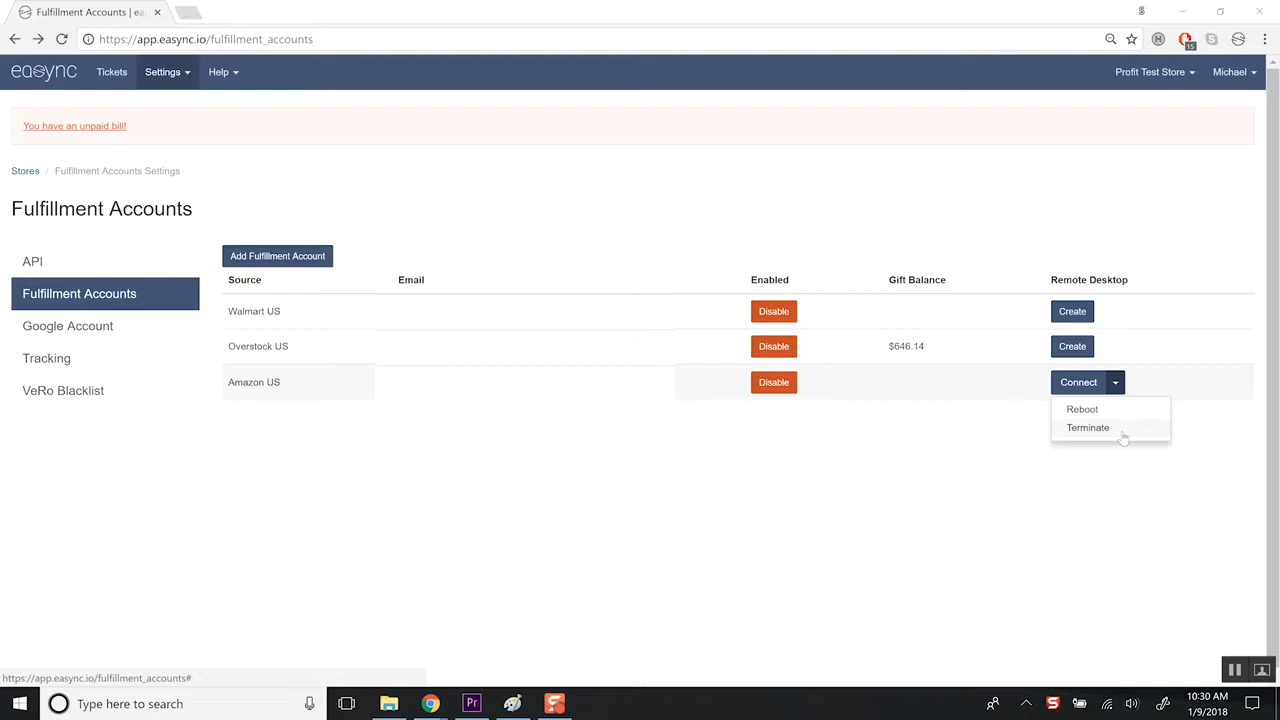 Fulfillment Accounts | ea
https://app.easync.io/fulfillment_accounts
15
easync Tickets Settings Help Profit Test Store Michael
You have an unpaid bill!
Stores / Fulfillment Accounts Settings
Fulfillment Accounts
API
Fulfillment Accounts
Google Account
Tracking
VeRo Blacklist
Add Fulfillment Account
Source Email Enabled Gift Balance Remote Desktop
Walmart US Disable Create
Overstock US Disable $646.14 Create
Amazon US Disable Connect
Reboot
Terminate
https://app.easync.io/fulfillment_accounts#
Type here to search
Pr
10:30 AM
1/9/2018